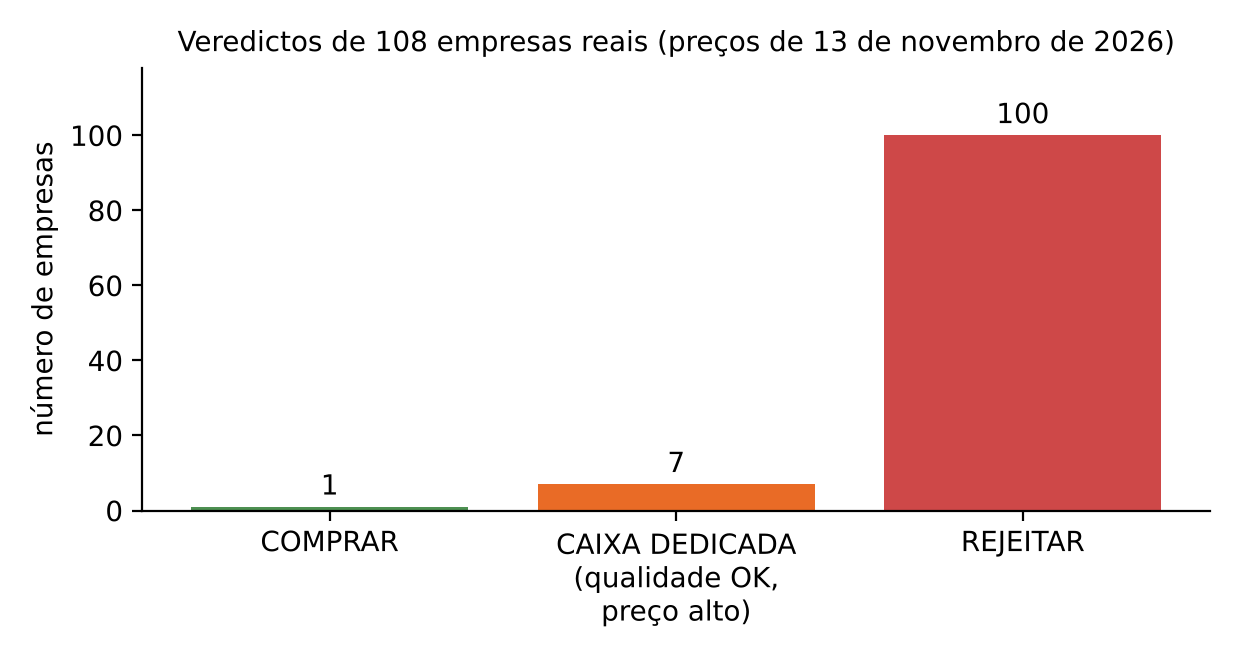 Veredictos de 108 empresas reais (preços de 13 de novembro de 2026)
número de empresas
100
80
60
40
20
0
1
7
100
COMPRAR
CAIXA DEDICADA
(qualidade OK,
preço alto)
REJEITAR